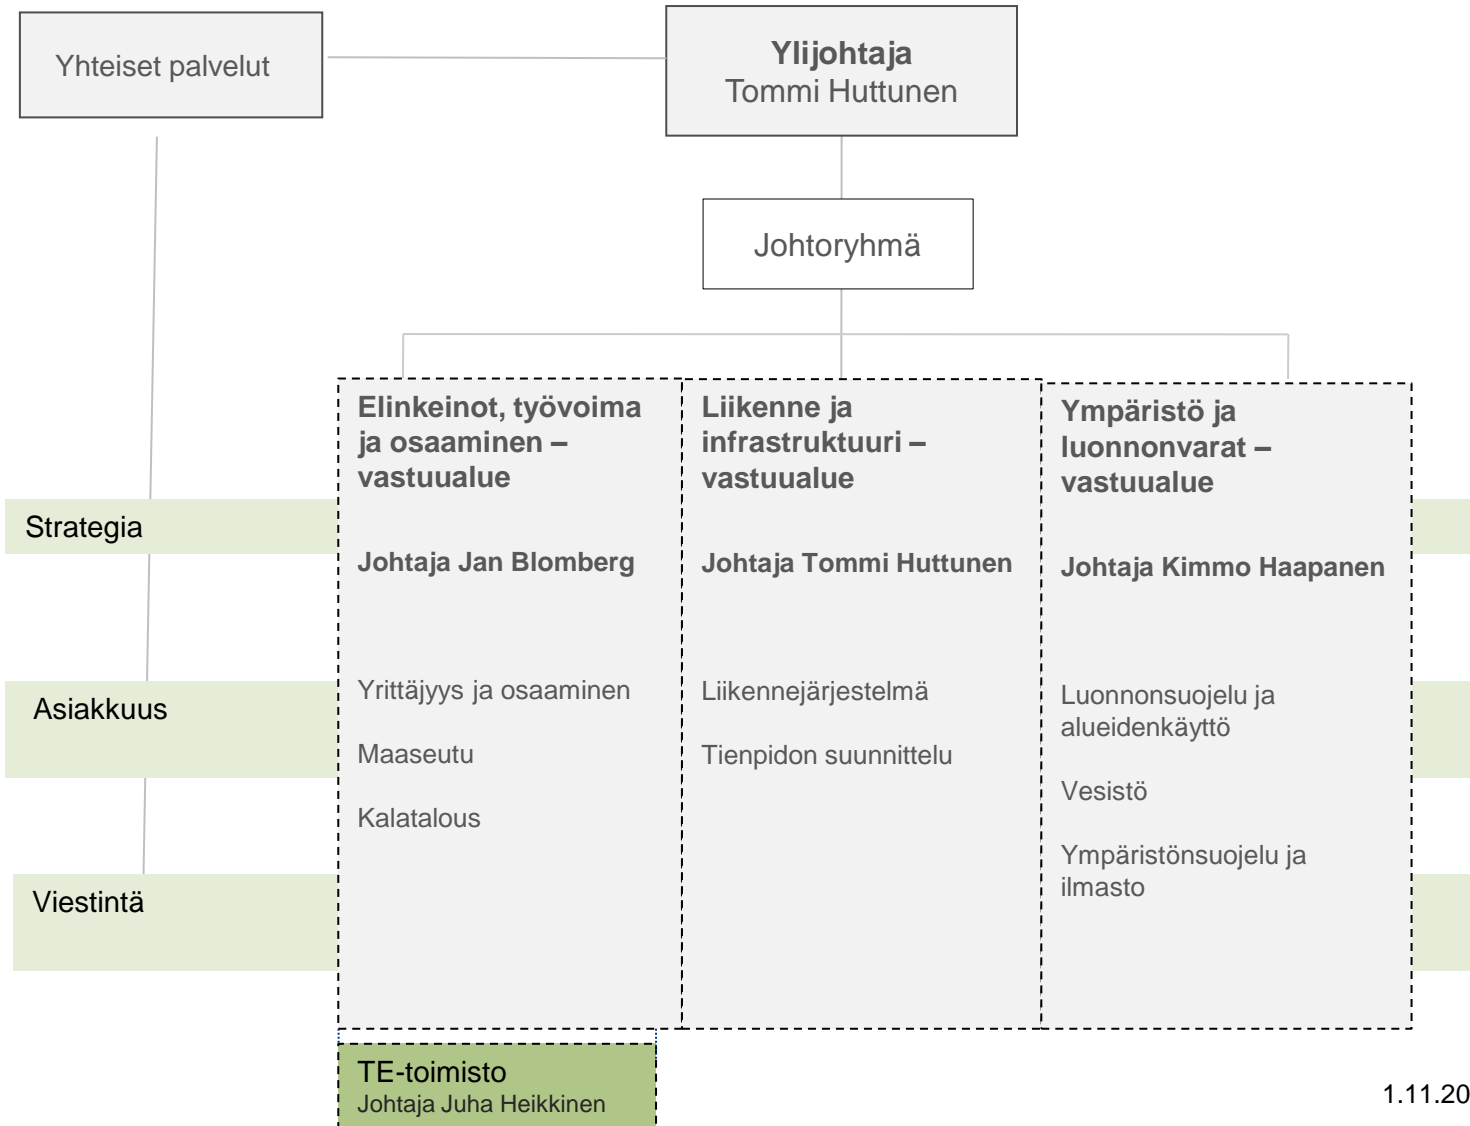 Yhteiset palvelut
Ylijohtaja
Tommi Huttunen
Johtoryhmä
Elinkeinot, työvoima
ja osaaminen –
vastuualue
Johtaja Jan Blomberg
Yrittäjyys ja osaaminen
Maaseutu
Kalatalous
Liikenne ja
infrastruktuuri –
vastuualue
Johtaja Tommi Huttunen
Liikennejärjestelmä
Tienpidon suunnittelu
Ympäristö ja
luonnonvarat –
vastuualue
Johtaja Kimmo Haapanen
Luonnonsuojelu ja
alueidenkäyttö
Vesistö
Ympäristönsuojelu ja
ilmasto
Strategia
Asiakkuus
Viestintä
TE-toimisto
Johtaja Juha Heikkinen
1.11.20